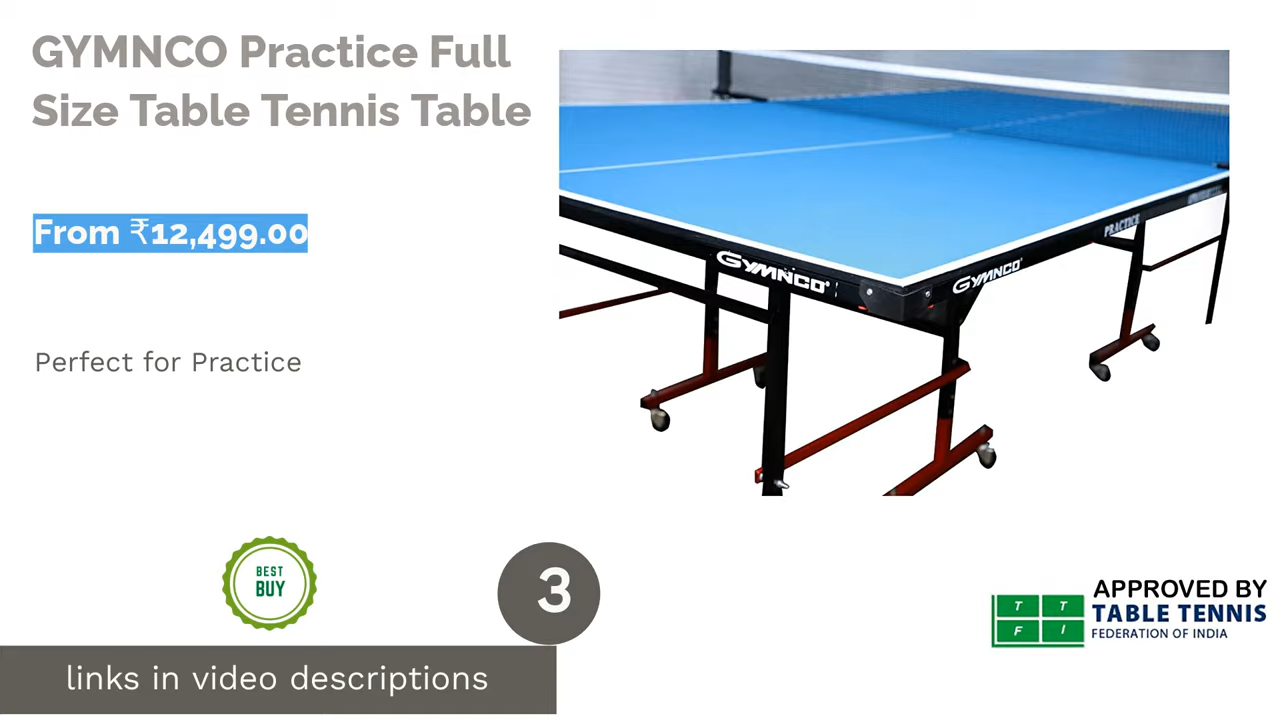 GYMNCO Practice Full
Size Table Tennis Table
From ₹12,499.00
Perfect for Practice
GYMNCO
GYMNCO
PRACTICE
BEST
BUY
3
links in video descriptions
T T
F I
APPROVED BY
TABLE TENNIS
FEDERATION OF INDIA